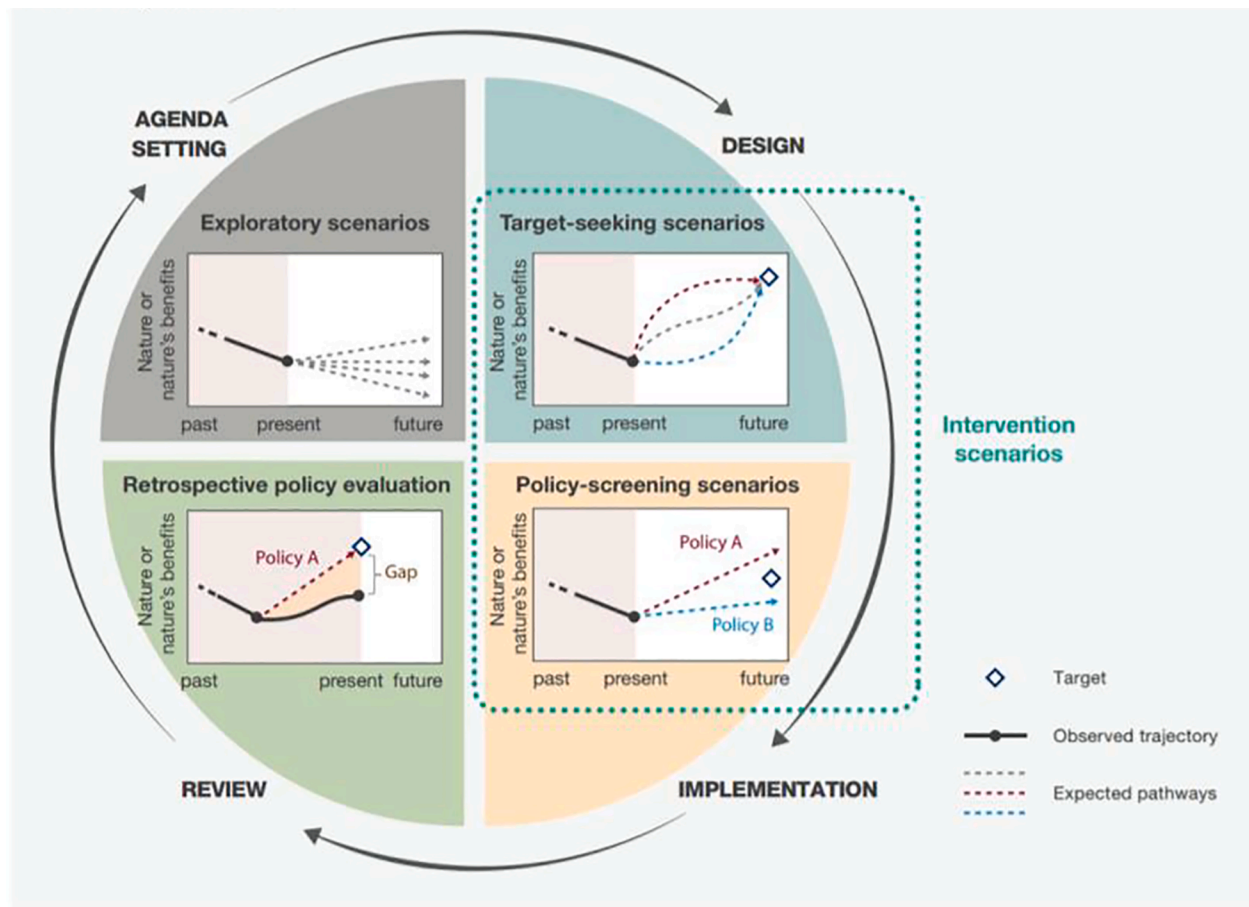 AGENDA
SETTING
DESIGN
Exploratory scenarios
Nature or
nature's benefits
past present future
Target-seeking scenarios
Nature or
nature's benefits
past present future
Intervention
scenarios
Retrospective policy evaluation
Nature or
nature's benefits
Policy A
Gap
past present future
Policy-screening scenarios
Nature or
nature's benefits
Policy A
Policy B
past present future
REVIEW
IMPLEMENTATION
Target
Observed trajectory
Expected pathways